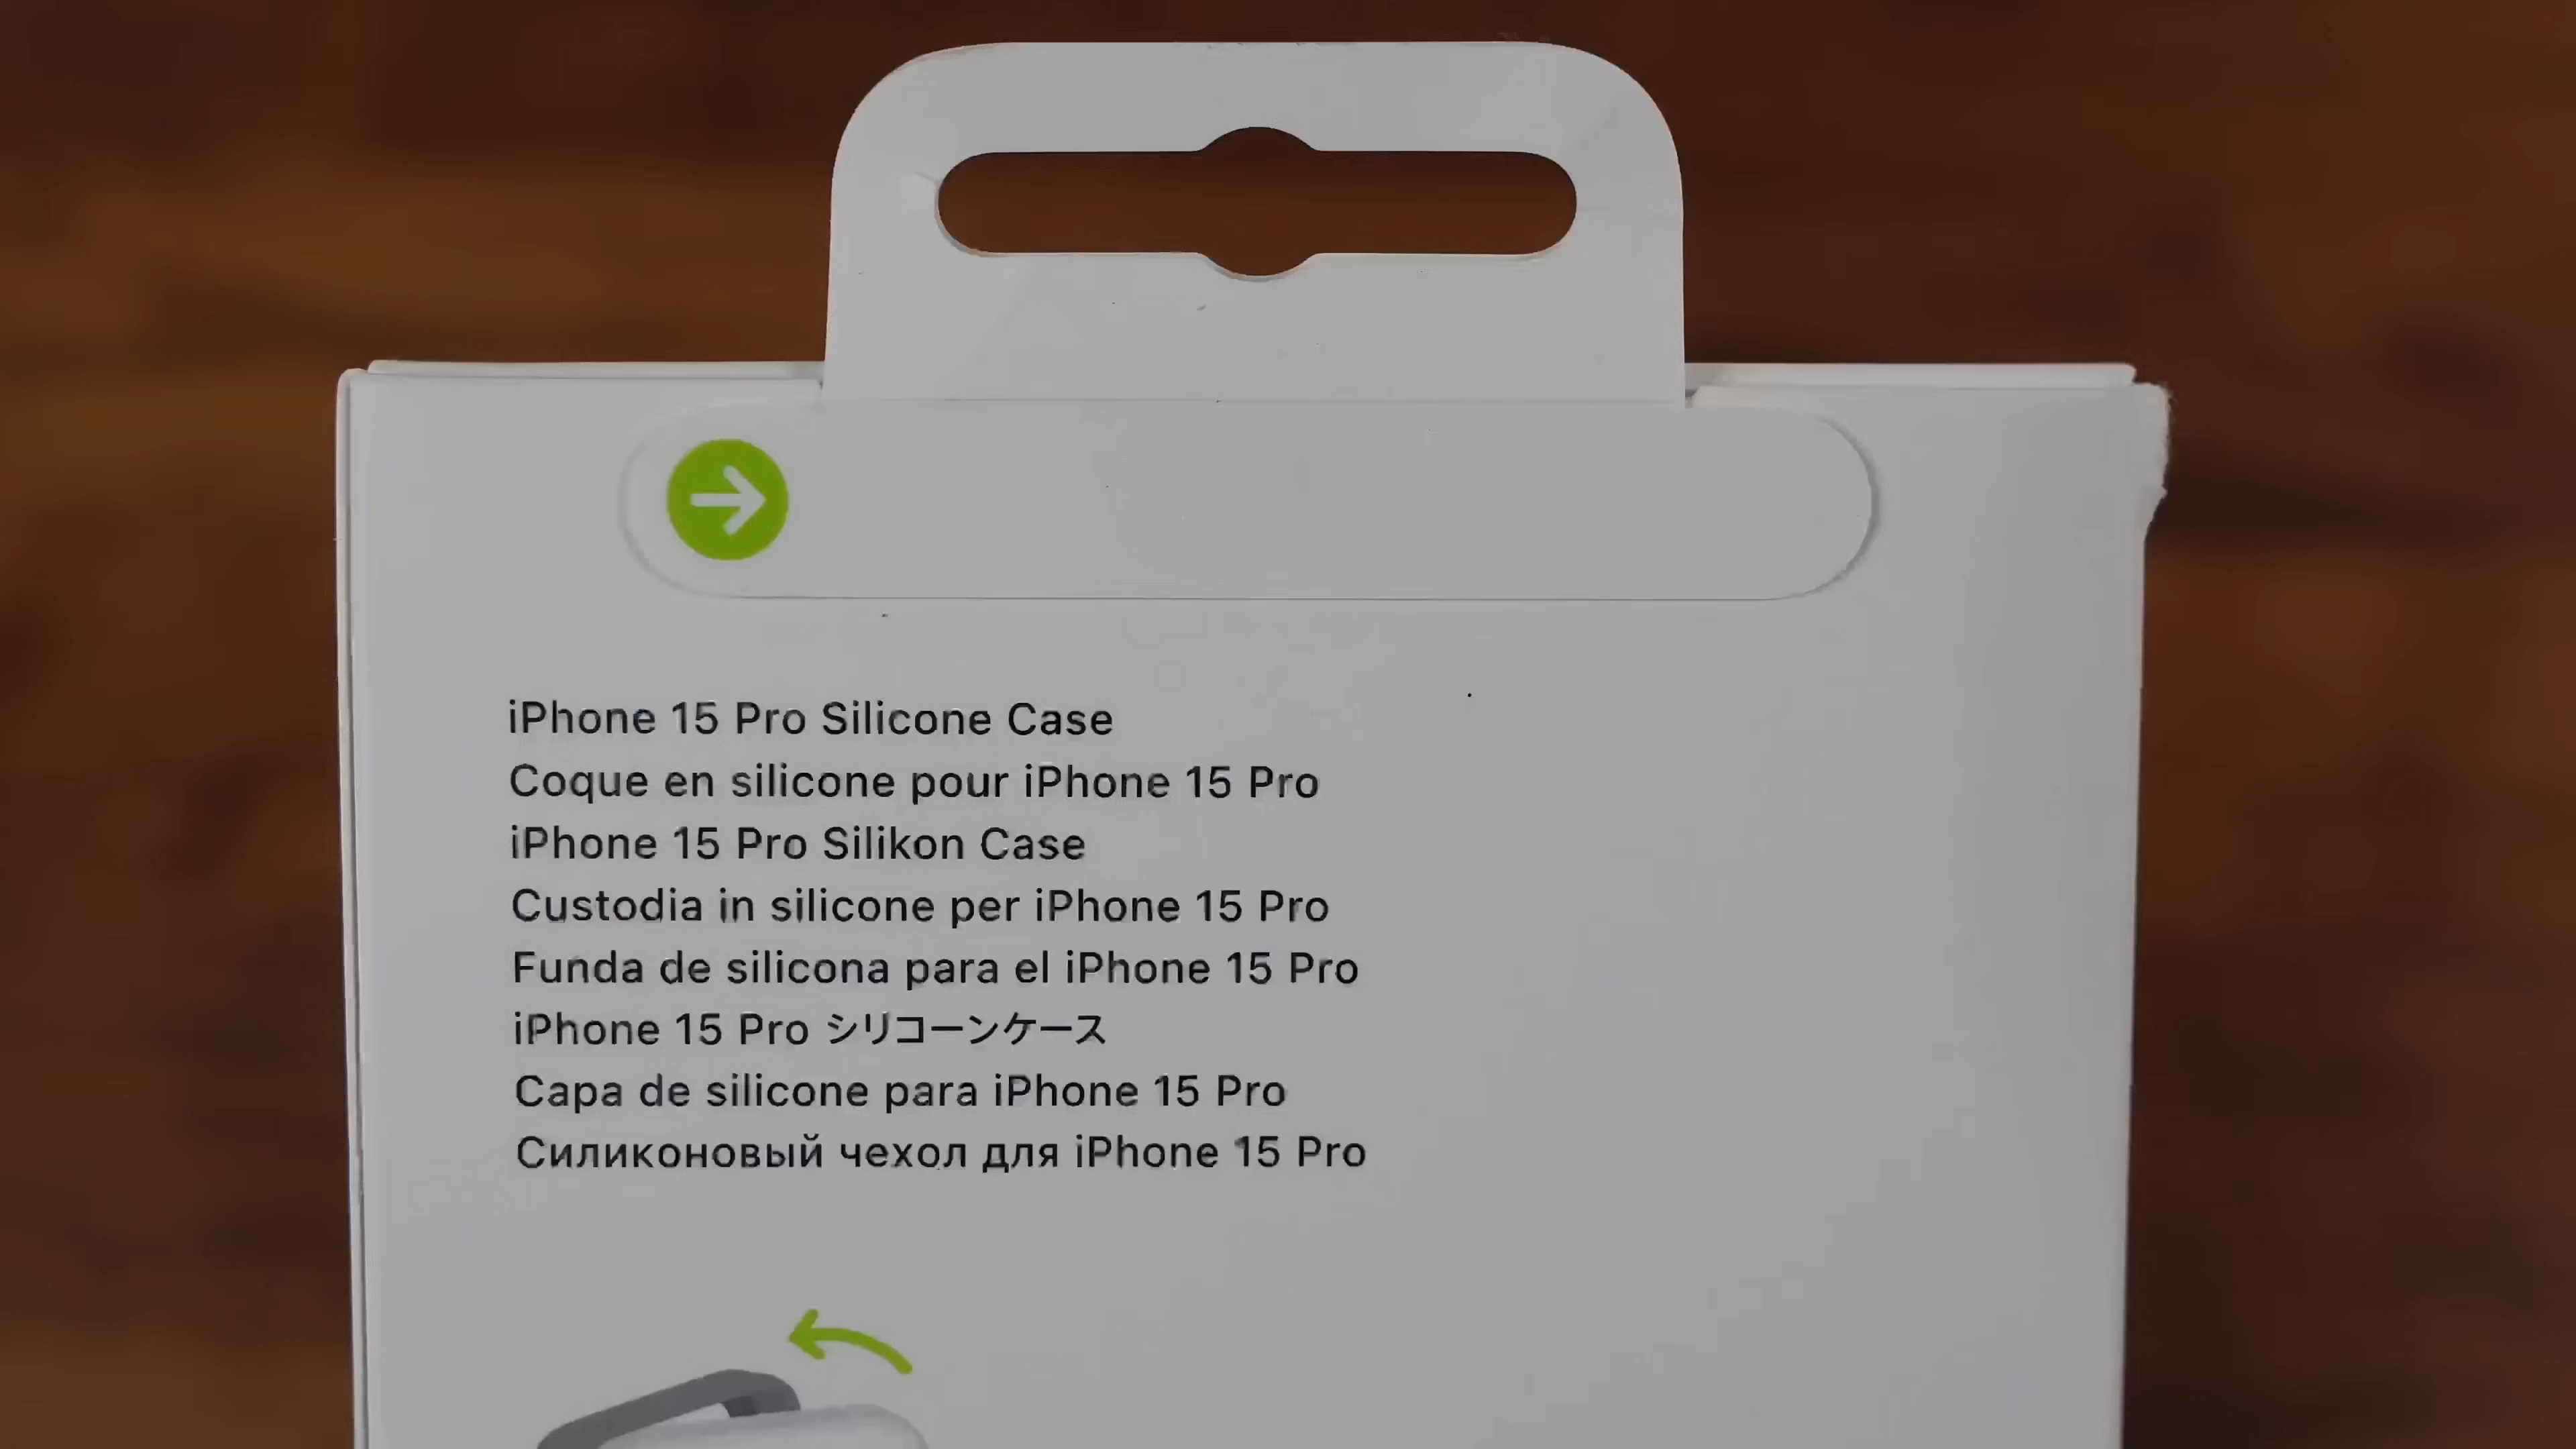 iPhone 15 Pro Silicone Case
Coque en silicone pour iPhone 15 Pro
iPhone 15 Pro Silikon Case
Custodia in silicone per iPhone 15 Pro
Funda de silicona para el iPhone 15 Pro
iPhone 15 Pro シリコーンケース
Capa de silicone para iPhone 15 Pro
Силиконовый чехол для iPhone 15 Pro